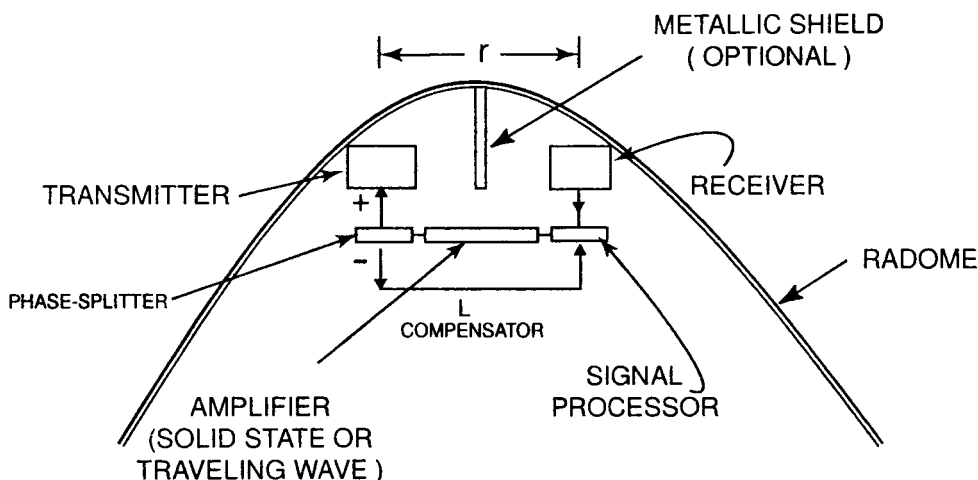 METALLIC SHIELD
( OPTIONAL )
r
TRANSMITTER
RECEIVER
+
RADOME
−
PHASE-SPLITTER
L
COMPENSATOR
SIGNAL
PROCESSOR
AMPLIFIER
(SOLID STATE OR
TRAVELING WAVE )